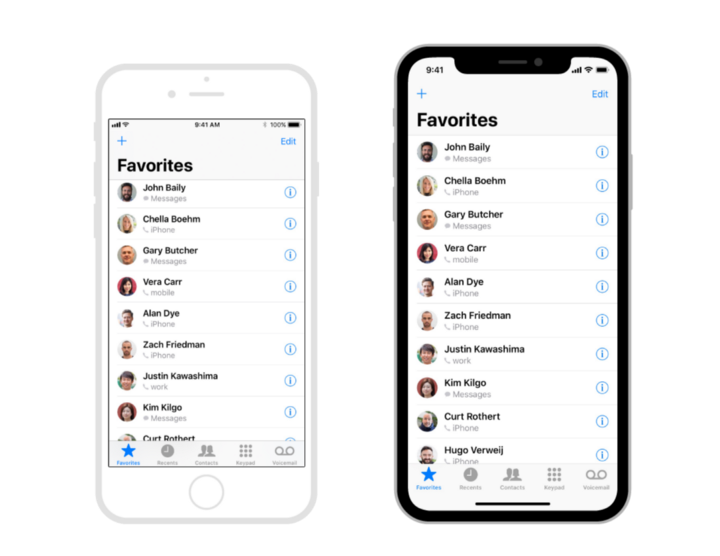 9:41 AM
100%
Edit
Favorites
John Baily
Messages
Chella Boehm
iPhone
Gary Butcher
Messages
Vera Carr
mobile
Alan Dye
iPhone
Zach Friedman
iPhone
Justin Kawashima
work
Kim Kilgo
Messages
Curt Rothert
Favorites Recents Contacts Keypad Voicemail
9:41
Edit
Favorites
John Baily
Messages
Chella Boehm
iPhone
Gary Butcher
Messages
Vera Carr
mobile
Alan Dye
iPhone
Zach Friedman
iPhone
Justin Kawashima
work
Kim Kilgo
Messages
Curt Rothert
iPhone
Hugo Verweij
iPhone
Favorites Recents Contacts Keypad Voicemail